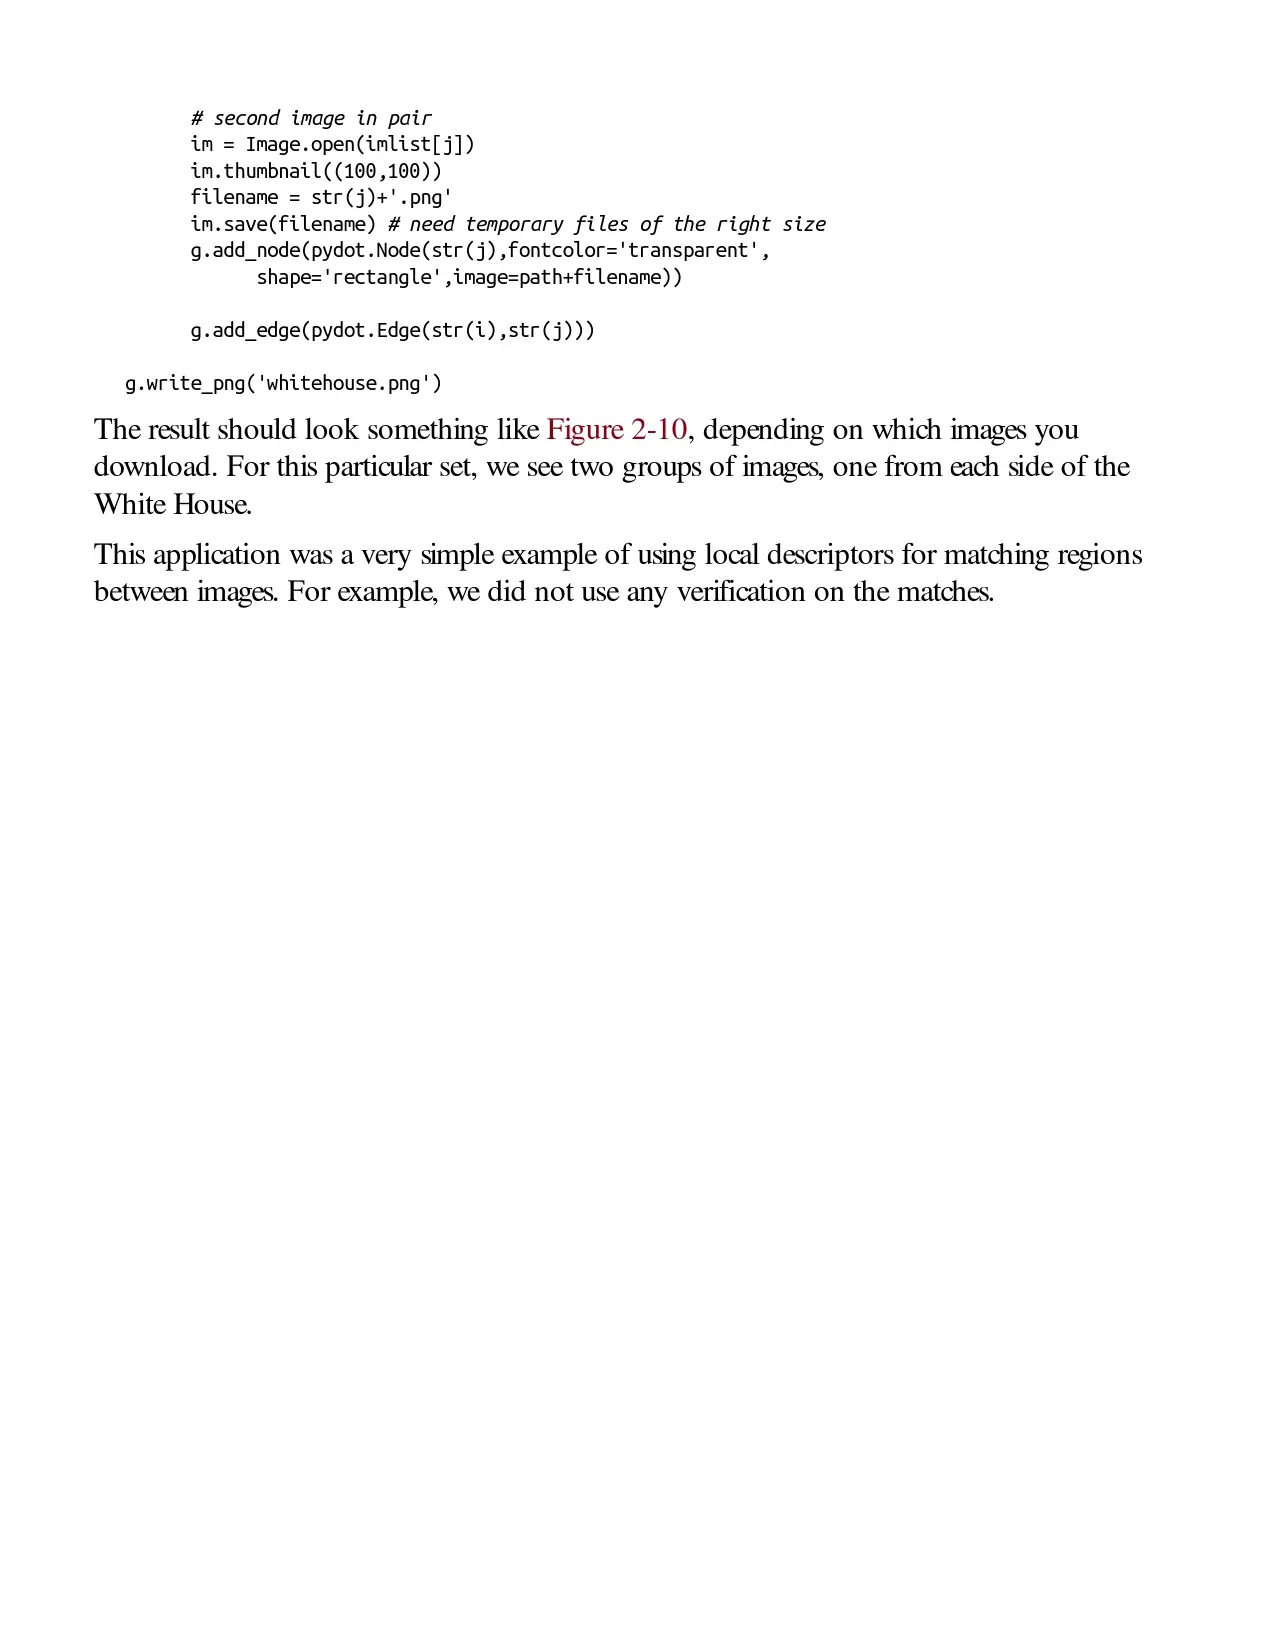 # second image in pair
im = Image.open(imlist[j])
im.thumbnail((100,100))
filename = str(j)+'.png'
im.save(filename) # need temporary files of the right size
g.add_node(pydot.Node(str(j),fontcolor='transparent',
shape='rectangle',image=path+filename))
g.add_edge(pydot.Edge(str(i),str(j)))
g.write_png('whitehouse.png')
The result should look something like Figure 2-10, depending on which images you
download. For this particular set, we see two groups of images, one from each side of the
White House.
This application was a very simple example of using local descriptors for matching regions
between images. For example, we did not use any verification on the matches.